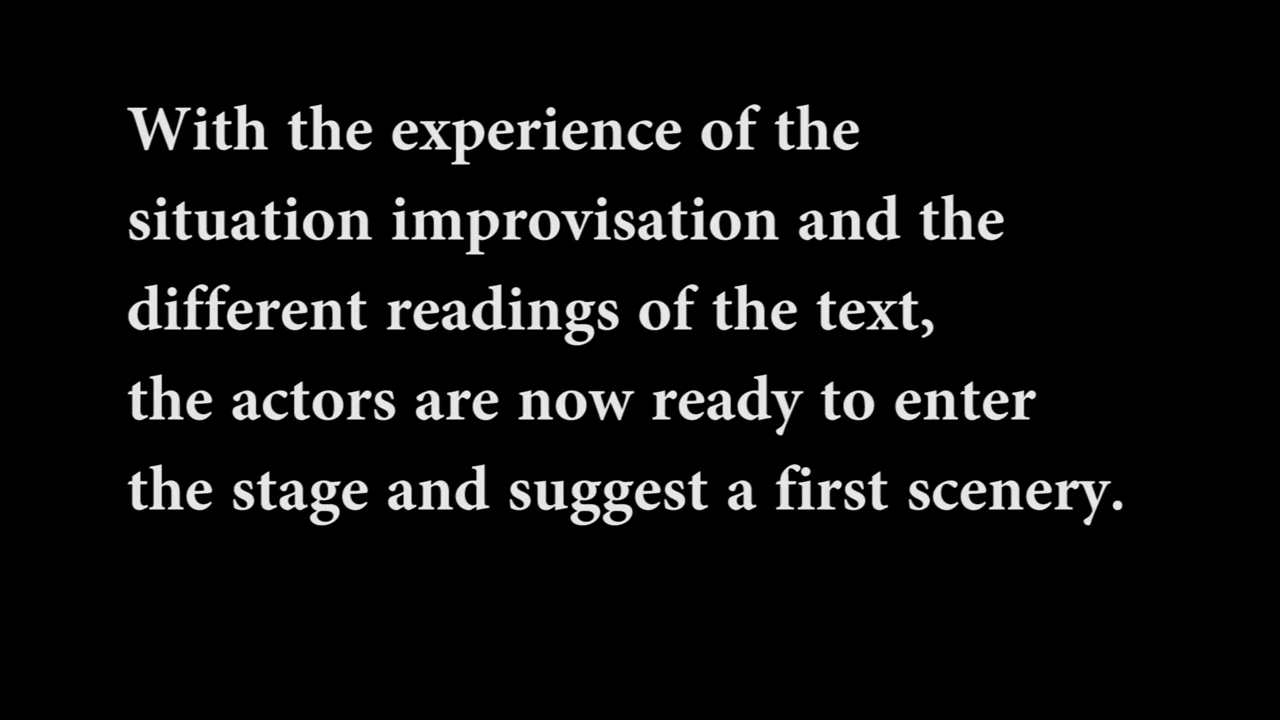 With the experience of the
situation improvisation and the
different readings of the text,
the actors are now ready to enter
the stage and suggest a first scenery.